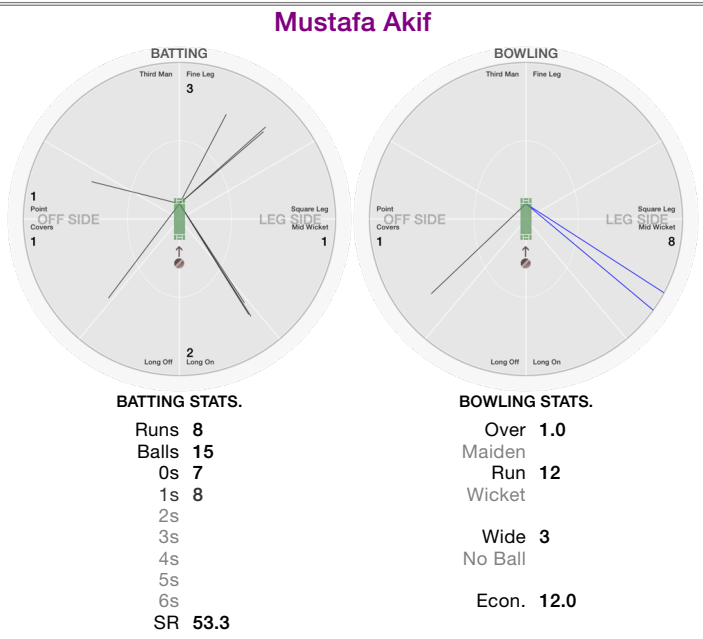 Mustafa Akif
BATTING
Third Man Fine Leg
3
1
Point
OFF SIDE
Covers
1
Square Leg
LEG SIDE
Mid Wicket
1
2
Long Off Long On
BOWLING
Third Man Fine Leg
Point
OFF SIDE
Covers
1
Square Leg
LEG SIDE
Mid Wicket
8
Long Off Long On
BATTING STATS.
Runs 8
Balls 15
0s 7
1s 8
2s
3s
4s
5s
6s
SR 53.3
BOWLING STATS.
Over 1.0
Maiden
Run 12
Wicket
Wide 3
No Ball
Econ. 12.0